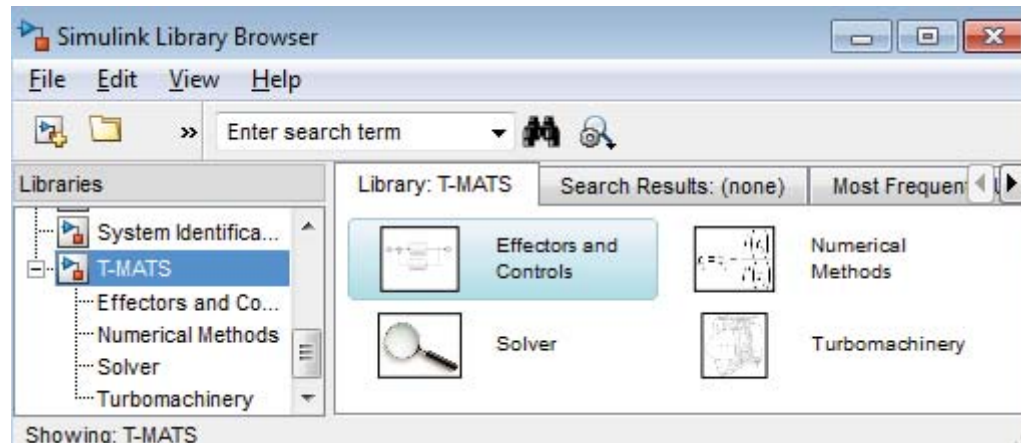 Simulink Library Browser
File Edit View Help
» Enter search term
Libraries
Library: T-MATS Search Results: (none) Most Frequen
System Identifica...
T-MATS
Effectors and Co...
Numerical Methods
Solver
Turbomachinery
Effectors and
Controls
Numerical
Methods
Solver
Turbomachinery
Showing: T-MATS